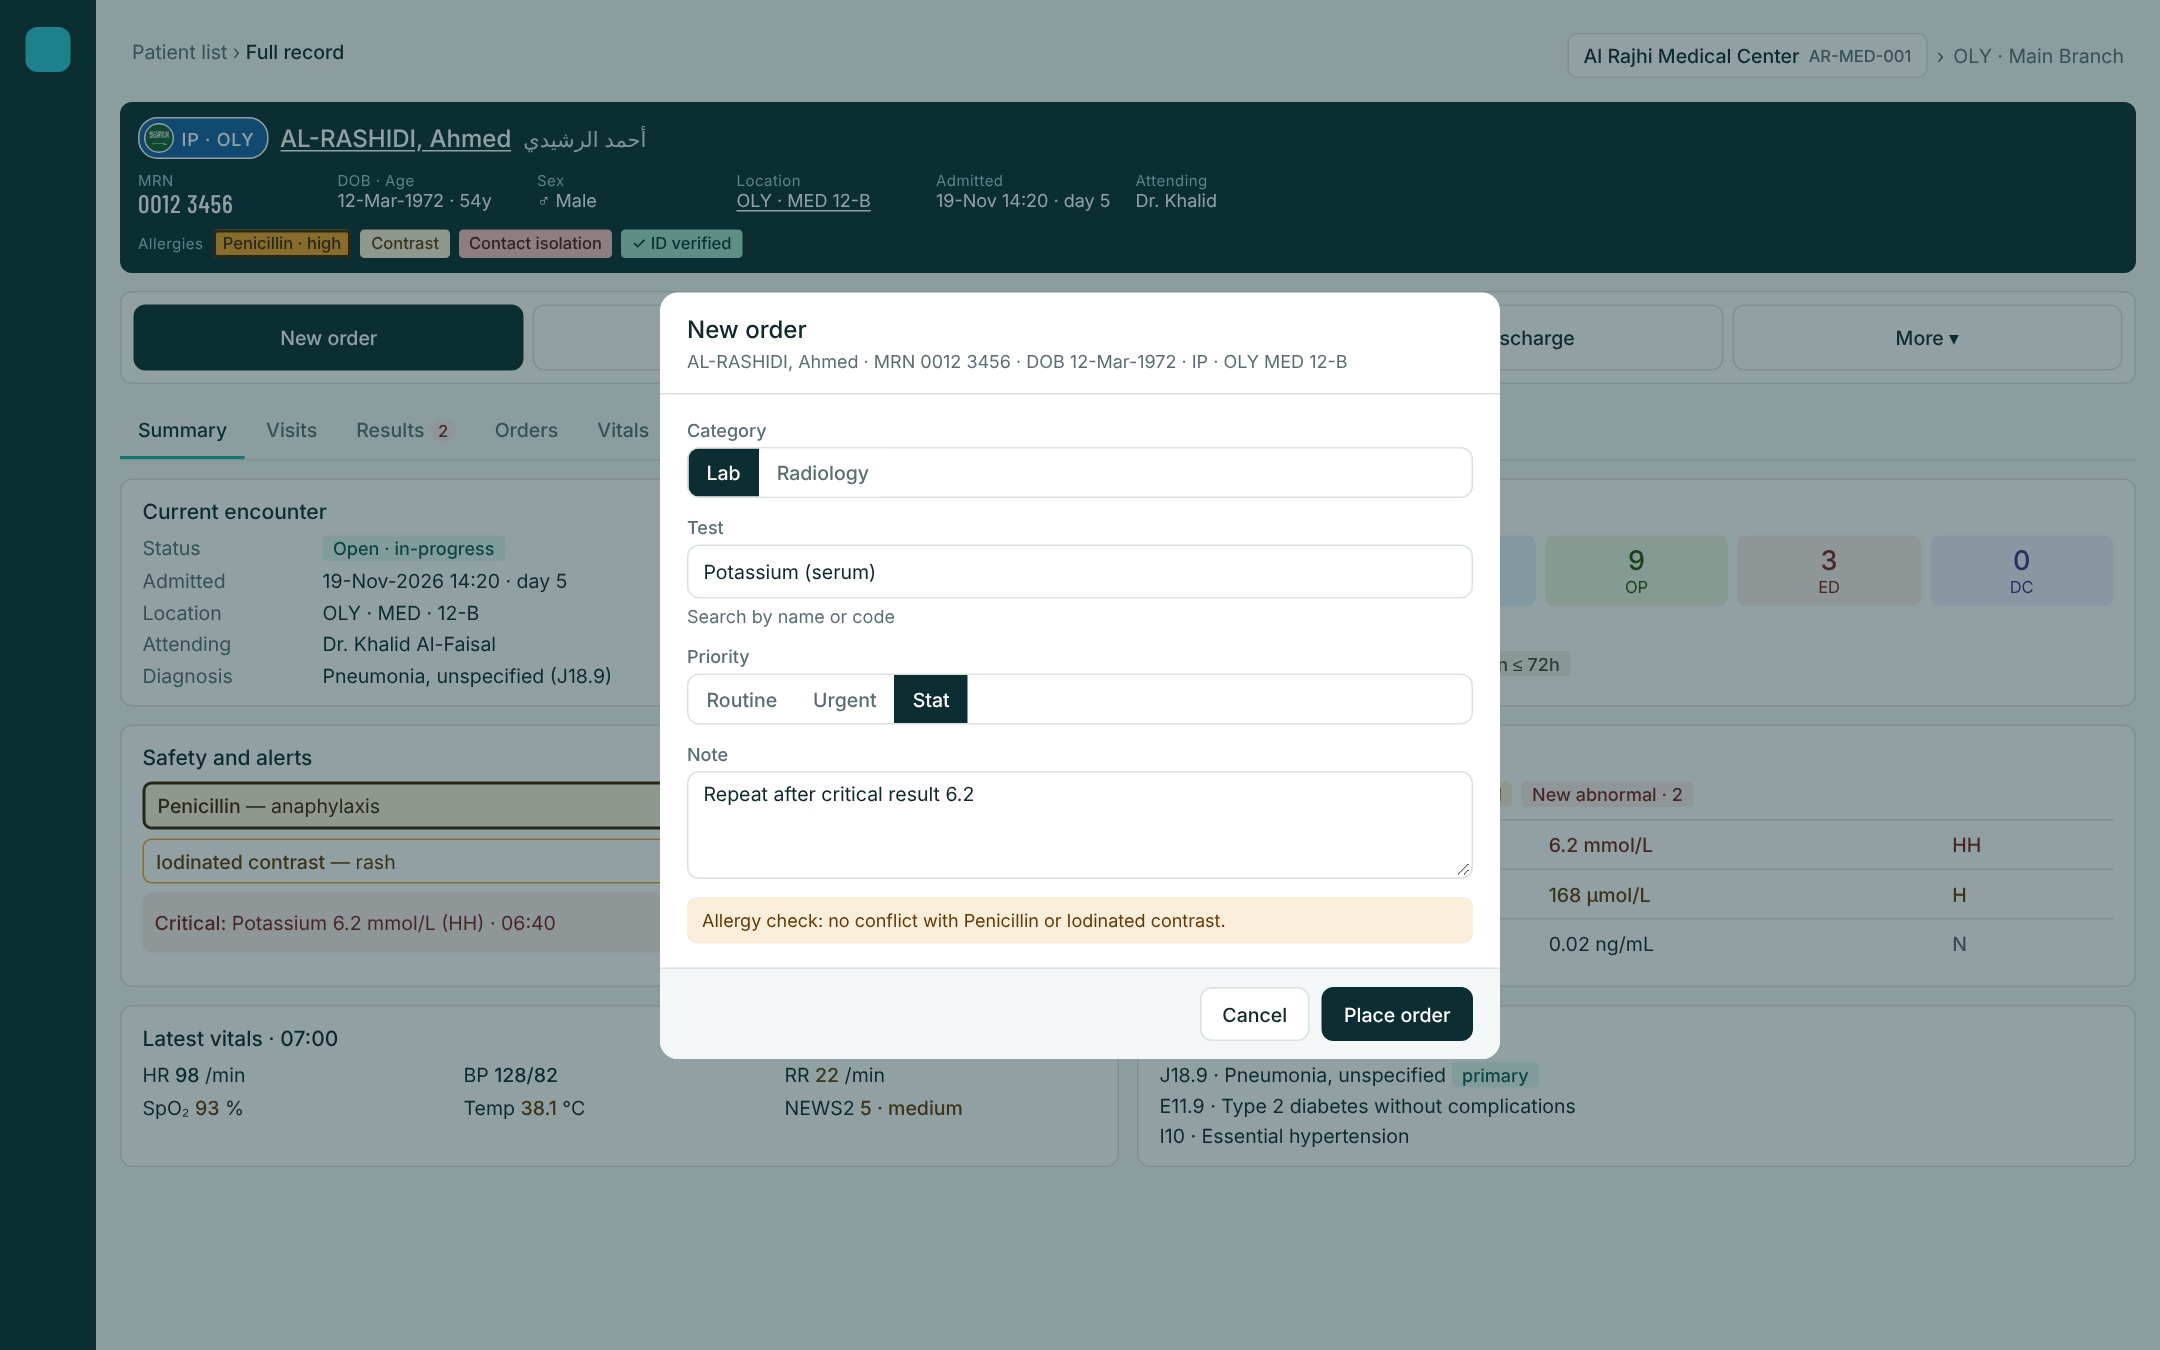 Patient list › Full record
Al Rajhi Medical Center AR-MED-001 › OLY · Main Branch
IP · OLY AL-RASHIDI, Ahmed أحمد الرشيدي
MRN DOB · Age Sex Location Admitted Attending
0012 3456 12-Mar-1972 · 54y ♂ Male OLY · MED 12-B 19-Nov 14:20 · day 5 Dr. Khalid
Allergies Penicillin · high Contrast Contact isolation ✓ ID verified
New order
scharge
More ▾
Summary Visits Results 2 Orders Vitals
Current encounter
Status Open · in-progress
Admitted 19-Nov-2026 14:20 · day 5
Location OLY · MED · 12-B
Attending Dr. Khalid Al-Faisal
Diagnosis Pneumonia, unspecified (J18.9)
9 3 0
OP ED DC
≤ 72h
Safety and alerts
Penicillin — anaphylaxis
Iodinated contrast — rash
Critical: Potassium 6.2 mmol/L (HH) · 06:40
New abnormal · 2
6.2 mmol/L HH
168 µmol/L H
0.02 ng/mL N
Latest vitals · 07:00
HR 98 /min BP 128/82 RR 22 /min
SpO₂ 93 % Temp 38.1 °C NEWS2 5 · medium
J18.9 · Pneumonia, unspecified primary
E11.9 · Type 2 diabetes without complications
I10 · Essential hypertension
New order
AL-RASHIDI, Ahmed · MRN 0012 3456 · DOB 12-Mar-1972 · IP · OLY MED 12-B
Category
Lab Radiology
Test
Potassium (serum)
Search by name or code
Priority
Routine Urgent Stat
Note
Repeat after critical result 6.2
Allergy check: no conflict with Penicillin or Iodinated contrast.
Cancel Place order